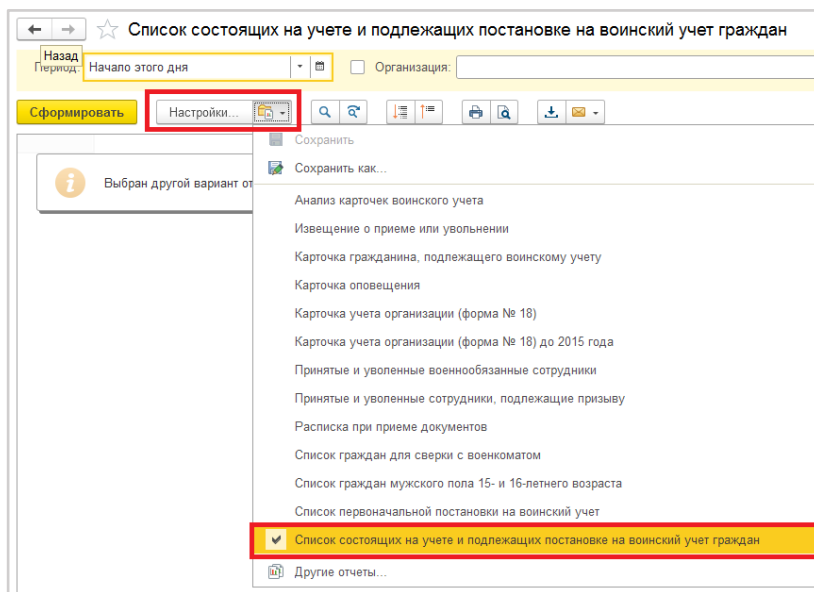 Список состоящих на учете и подлежащих постановке на воинский учет граждан
Назад
Период: Начало этого дня Организация:
Сформировать Настройки...
Сохранить
Сохранить как...
Выбран другой вариант от
Анализ карточек воинского учета
Извещение о приеме или увольнении
Карточка гражданина, подлежащего воинскому учету
Карточка оповещения
Карточка учета организации (форма № 18)
Карточка учета организации (форма № 18) до 2015 года
Принятые и уволенные военнообязанные сотрудники
Принятые и уволенные сотрудники, подлежащие призыву
Расписка при приеме документов
Список граждан для сверки с военкоматом
Список граждан мужского пола 15- и 16-летнего возраста
Список первоначальной постановки на воинский учет
Список состоящих на учете и подлежащих постановке на воинский учет граждан
Другие отчеты...